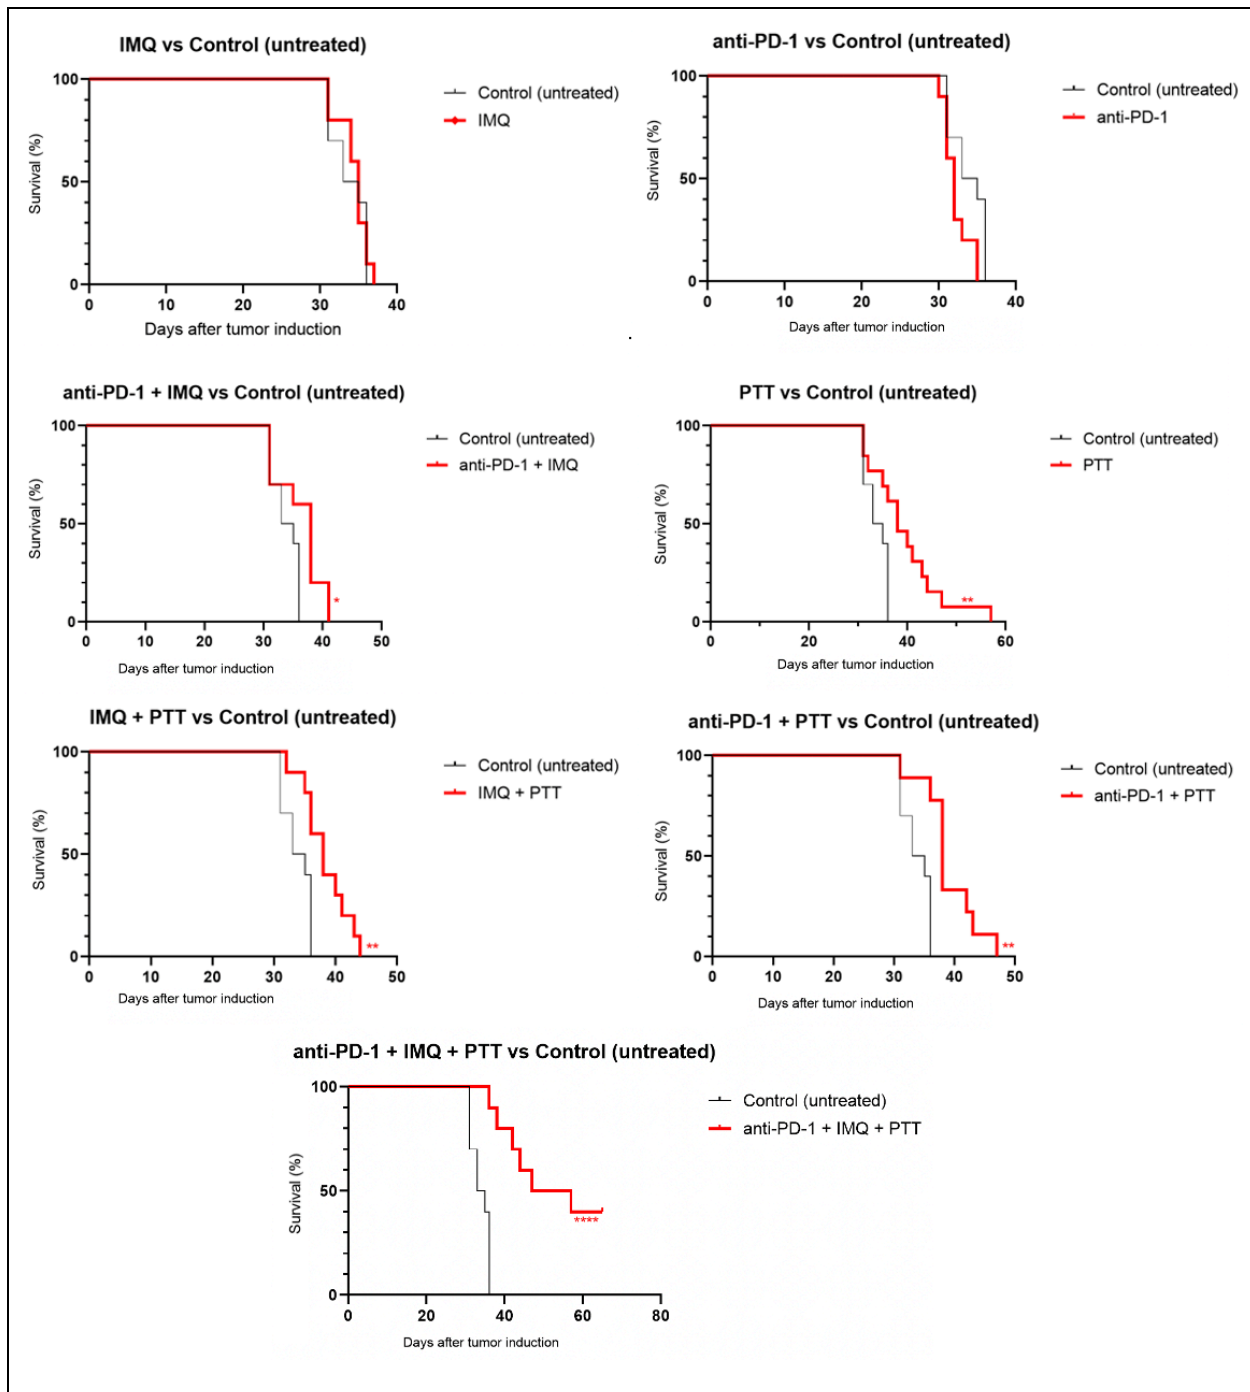 IMQ vs Control (untreated)
Control (untreated)
IMQ
Survival (%)
100
50
0
0 10 20 30 40
Days after tumor induction
anti-PD-1 vs Control (untreated)
Control (untreated)
anti-PD-1
Survival (%)
100
50
0
0 10 20 30 40
Days after tumor induction
anti-PD-1 + IMQ vs Control (untreated)
Control (untreated)
anti-PD-1 + IMQ
Survival (%)
100
50
0
*
0 10 20 30 40 50
Days after tumor induction
PTT vs Control (untreated)
Control (untreated)
PTT
Survival (%)
100
50
0
**
0 20 40 60
Days after tumor induction
IMQ + PTT vs Control (untreated)
Control (untreated)
IMQ + PTT
Survival (%)
100
50
0
**
0 10 20 30 40 50
Days after tumor induction
anti-PD-1 + PTT vs Control (untreated)
Control (untreated)
anti-PD-1 + PTT
Survival (%)
100
50
0
**
0 10 20 30 40 50
Days after tumor induction
anti-PD-1 + IMQ + PTT vs Control (untreated)
Control (untreated)
anti-PD-1 + IMQ + PTT
Survival (%)
100
50
0
****
0 20 40 60 80
Days after tumor induction